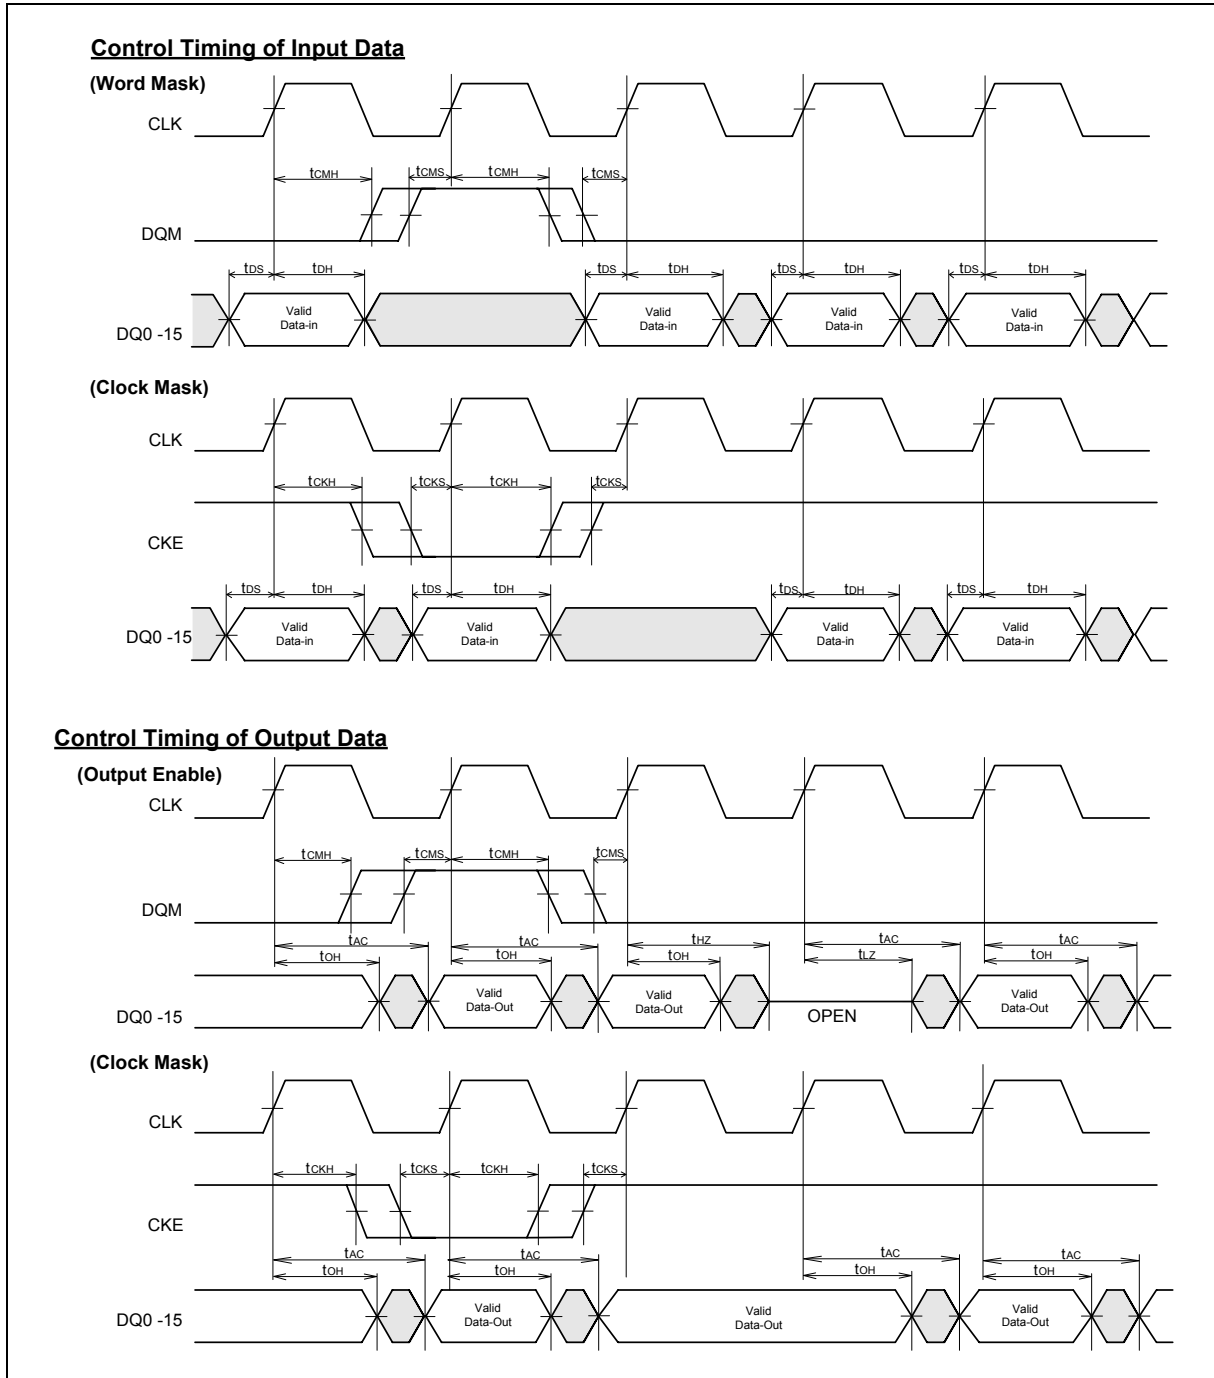 Control Timing of Input Data
(Word Mask)
CLK
tCMH tCMS tCMH tCMS
DQM
tDS tDH tDS tDH tDS tDH tDS tDH
Valid Data-in Valid Data-in Valid Data-in Valid Data-in
DQ0 -15
(Clock Mask)
CLK
tCKH tCKS tCKH tCKS
CKE
tDS tDH tDS tDH tDS tDH tDS tDH
Valid Data-in Valid Data-in Valid Data-in Valid Data-in
DQ0 -15
Control Timing of Output Data
(Output Enable)
CLK
tCMH tCMS tCMH tCMS
DQM
tAC tAC tHZ tAC tAC
tOH tOH tOH tLZ tOH
Valid Data-Out Valid Data-Out Valid Data-Out
DQ0 -15 OPEN
(Clock Mask)
CLK
tCKH tCKS tCKH tCKS
CKE
tAC tAC tAC tAC
tOH tOH tOH tOH
Valid Data-Out Valid Data-Out Valid Data-Out
DQ0 -15